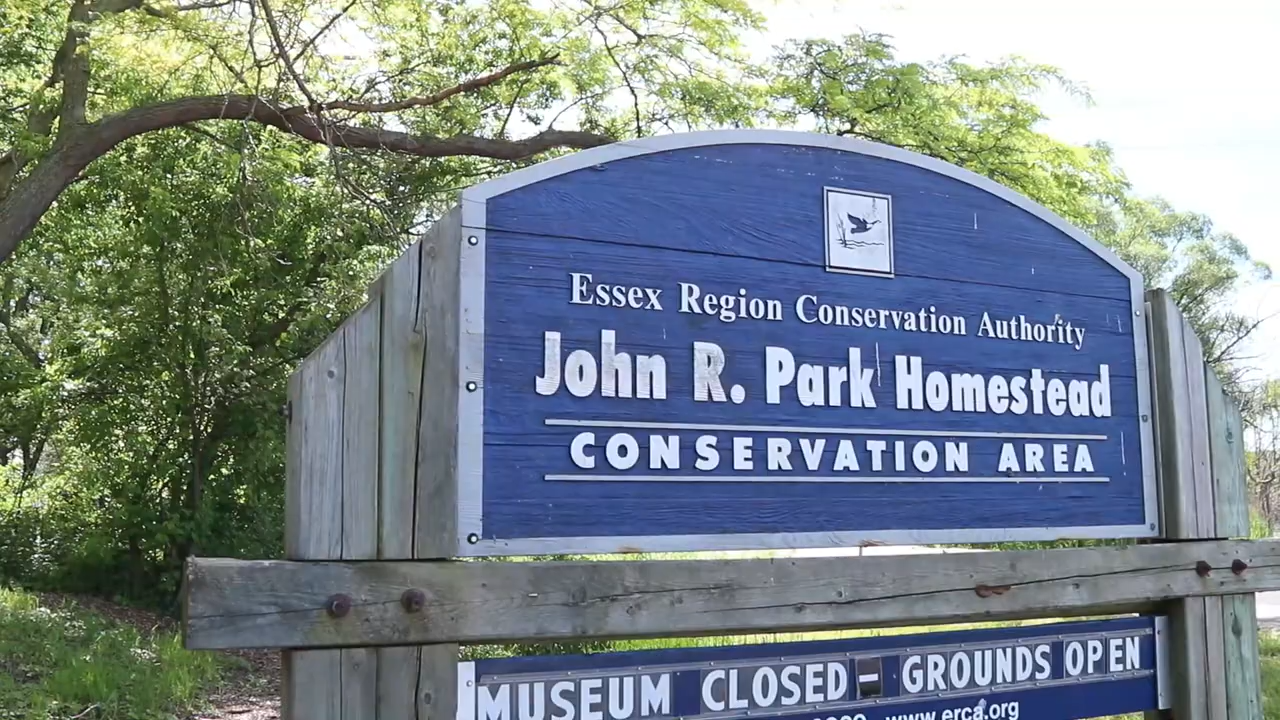 Essex Region Conservation Authority
John R. Park Homestead
CONSERVATION AREA
MUSEUM CLOSED - GROUNDS OPEN
www.erca.org